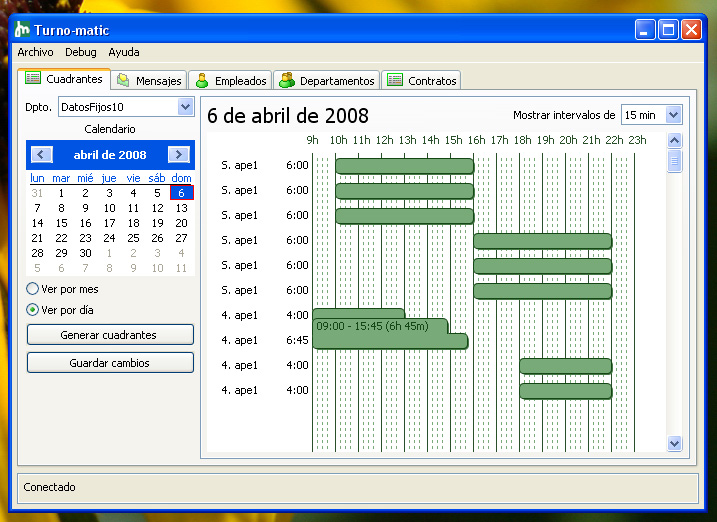 Turno-matic
Archivo Debug Ayuda
Cuadrantes Mensajes Empleados Departamentos Contratos
Dpto. DatosFijos10
Calendario
abril de 2008
lun mar mié jue vie sáb dom
31 1 2 3 4 5 6
7 8 9 10 11 12 13
14 15 16 17 18 19 20
21 22 23 24 25 26 27
28 29 30 1 2 3 4
5 6 7 8 9 10 11
Ver por mes
Ver por día
Generar cuadrantes
Guardar cambios
6 de abril de 2008 Mostrar intervalos de 15 min
9h 10h 11h 12h 13h 14h 15h 16h 17h 18h 19h 20h 21h 22h 23h
S. ape1 6:00
S. ape1 6:00
S. ape1 6:00
S. ape1 6:00
S. ape1 6:00
S. ape1 6:00
4. ape1 4:00
09:00 - 15:45 (6h 45m)
4. ape1 6:45
4. ape1 4:00
4. ape1 4:00
Conectado